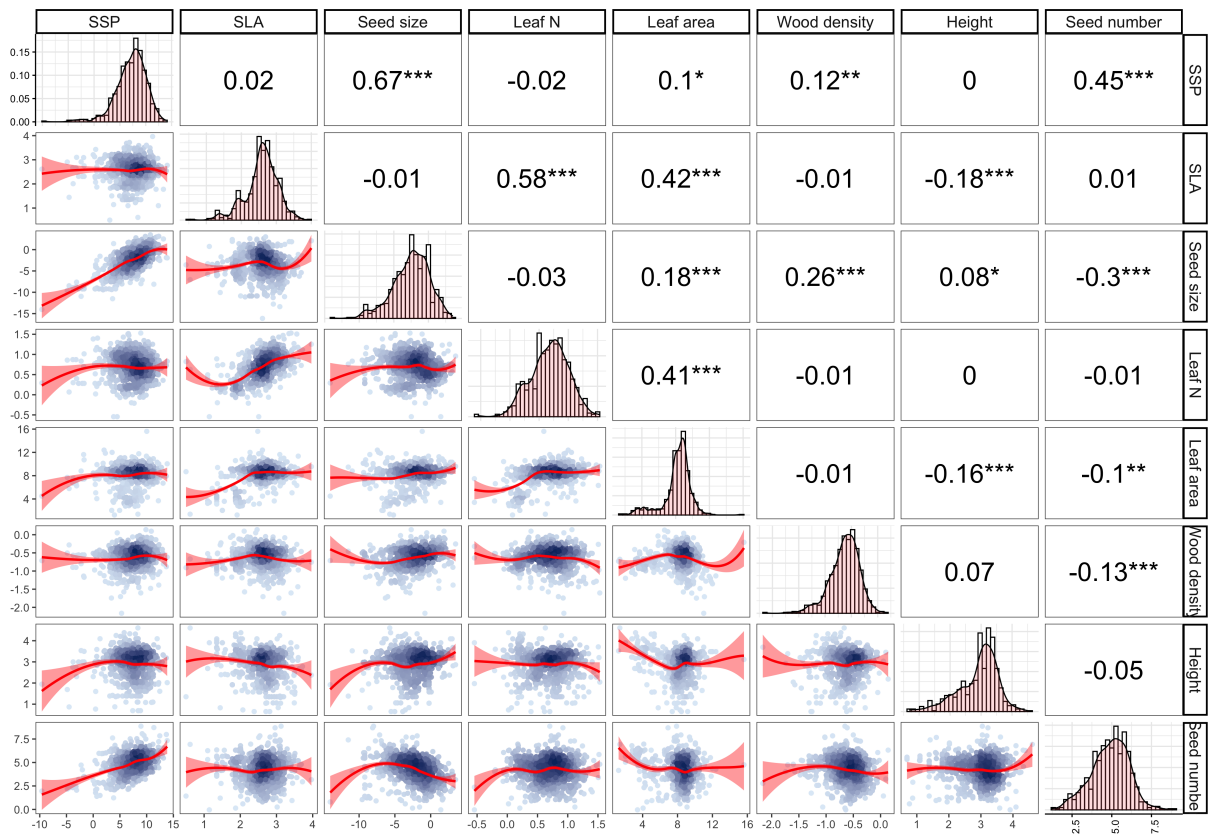 SSP SLA Seed size Leaf N Leaf area Wood density Height Seed number
0.15
0.10
0.05
0.00
0.02 0.67*** -0.02 0.1* 0.12** 0 0.45***
SSP
4
3
2
1
-0.01 0.58*** 0.42*** -0.01 -0.18*** 0.01
SLA
0
-5
-10
-15
-0.03 0.18*** 0.26*** 0.08* -0.3***
Seed size
1.5
1.0
0.5
0.0
-0.5
0.41*** -0.01 0 -0.01
Leaf N
16
12
8
4
-0.01 -0.16*** -0.1**
Leaf area
0.0
-0.5
-1.0
-1.5
-2.0
0.07 -0.13***
Wood density
4
3
2
1
-0.05
Height
7.5
5.0
2.5
0.0
Seed numbe
-10 -5 0 5 10 15 1 2 3 4 -10 -5 0 -0.5 0.0 0.5 1.0 1.5 4 8 12 16 -2.0 -1.5 -1.0 -0.5 0.0 1 2 3 4 2.5 5.0 7.5